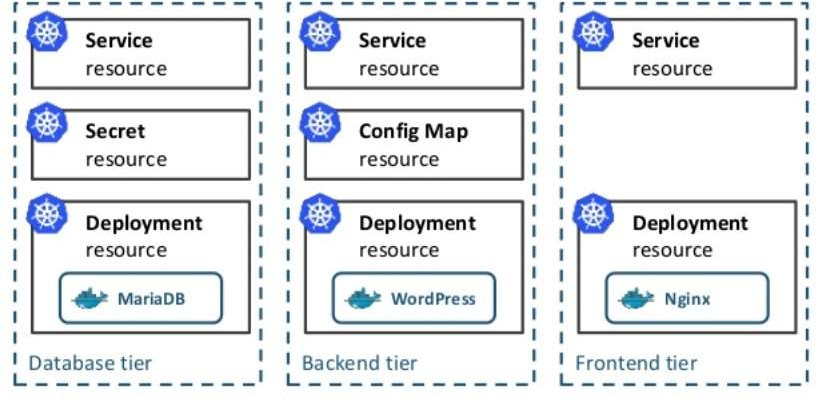 Service
resource
Secret
resource
Deployment
resource
MariaDB
Database tier
Service
resource
Config Map
resource
Deployment
resource
WordPress
Backend tier
Service
resource
Deployment
resource
Nginx
Frontend tier